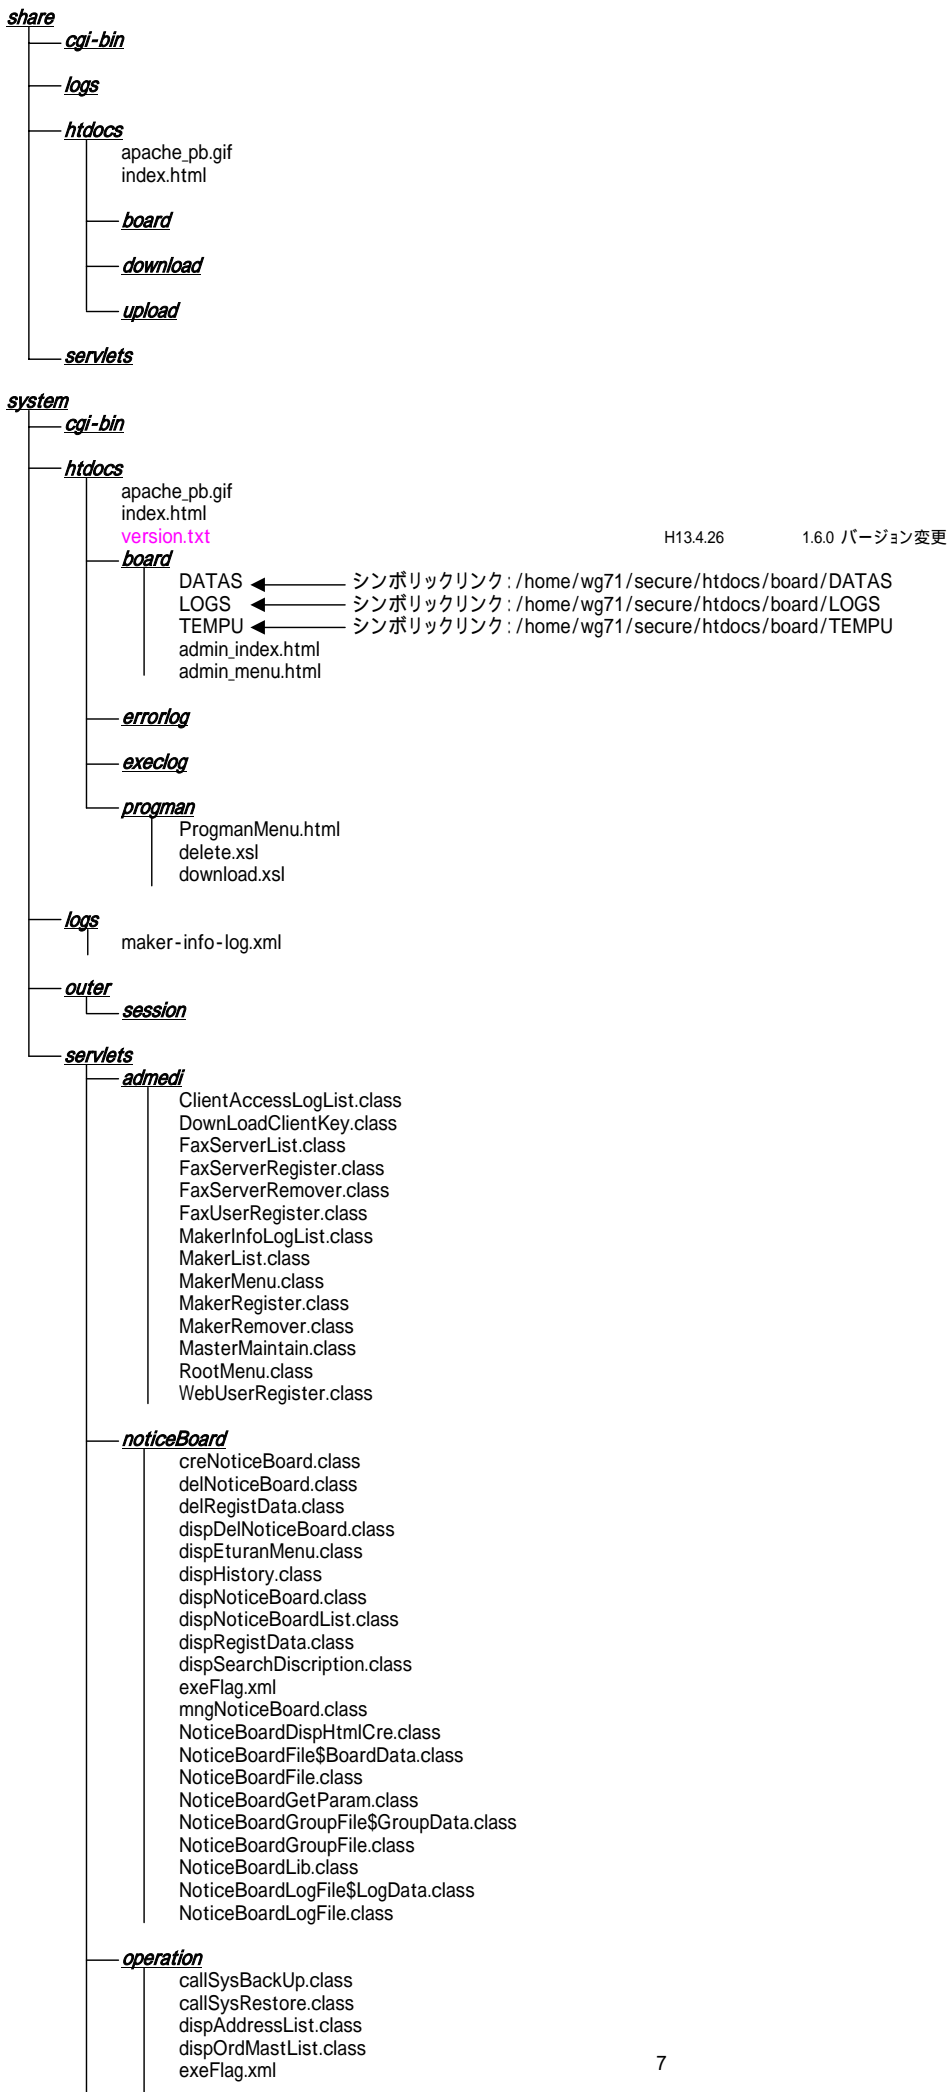 share
cgi-bin
logs
htdocs
apache_pb.gif
index.html
board
download
upload
servlets
system
cgi-bin
htdocs
apache_pb.gif
index.html
version.txt H13.4.26 1.6.0 バージョン変更
board
DATAS シンボリックリンク:/home/wg71/secure/htdocs/board/DATAS
LOGS シンボリックリンク:/home/wg71/secure/htdocs/board/LOGS
TEMPU シンボリックリンク:/home/wg71/secure/htdocs/board/TEMPU
admin_index.html
admin_menu.html
errorlog
execlog
progman
ProgmanMenu.html
delete.xsl
download.xsl
logs
maker-info-log.xml
outer
session
servlets
admedi
ClientAccessLogList.class
DownLoadClientKey.class
FaxServerList.class
FaxServerRegister.class
FaxServerRemover.class
FaxUserRegister.class
MakerInfoLogList.class
MakerList.class
MakerMenu.class
MakerRegister.class
MakerRemover.class
MasterMaintain.class
RootMenu.class
WebUserRegister.class
noticeBoard
creNoticeBoard.class
delNoticeBoard.class
delRegistData.class
dispDelNoticeBoard.class
dispEturanMenu.class
dispHistory.class
dispNoticeBoard.class
dispNoticeBoardList.class
dispRegistData.class
dispSearchDiscription.class
exeFlag.xml
mngNoticeBoard.class
NoticeBoardDispHtmlCre.class
NoticeBoardFile$BoardData.class
NoticeBoardFile.class
NoticeBoardGetParam.class
NoticeBoardGroupFile$GroupData.class
NoticeBoardGroupFile.class
NoticeBoardLib.class
NoticeBoardLogFile$LogData.class
NoticeBoardLogFile.class
operation
callSysBackUp.class
callSysRestore.class
dispAddressList.class
dispOrdMastList.class
exeFlag.xml
7